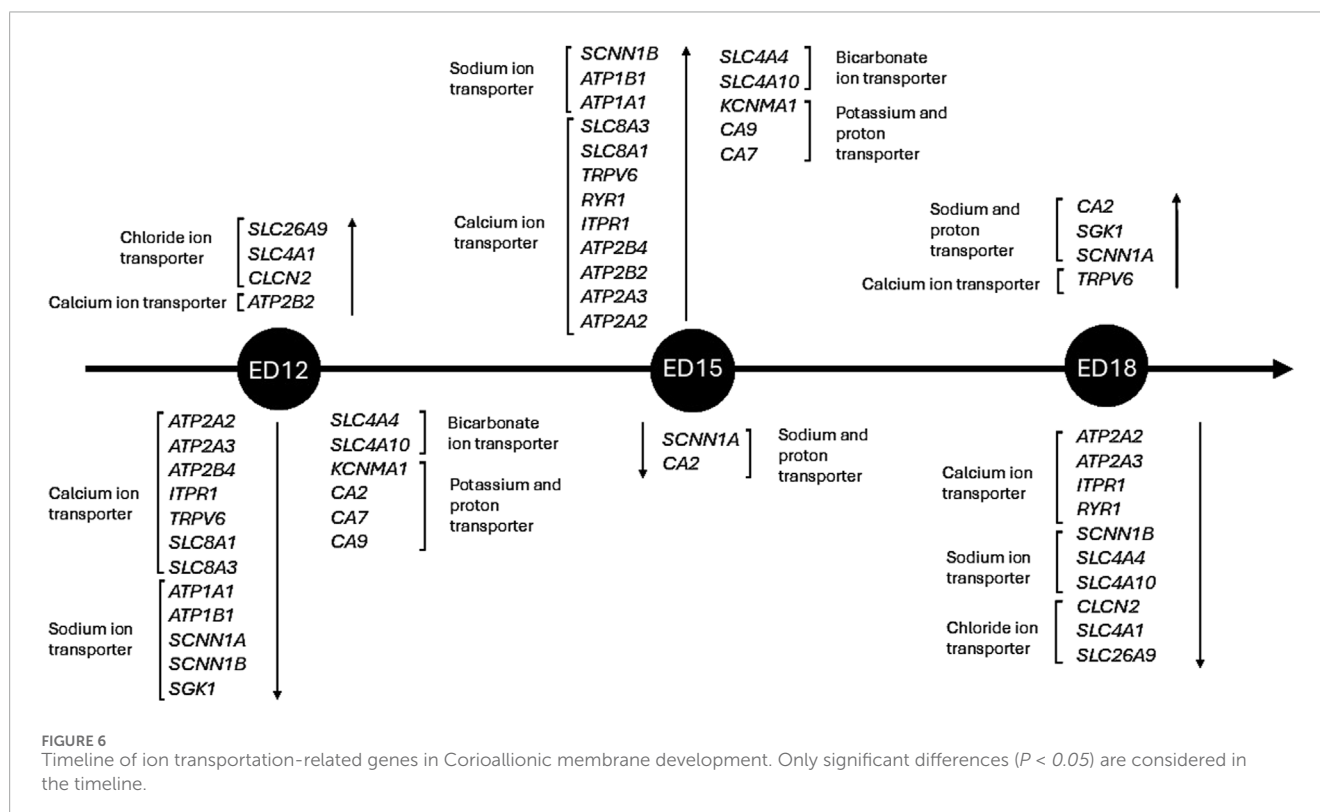 Sodium ion
transporter
SCNN1B
ATP1B1
ATP1A1
Calcium ion
transporter
SLC8A3
SLC8A1
TRPV6
RYR1
ITPR1
ATP2B4
ATP2B2
ATP2A3
ATP2A2
SLC4A4
SLC4A10
Bicarbonate
ion transporter
KCNMA1
CA9
CA7
Potassium and
proton
transporter
Chloride ion
transporter
SLC26A9
SLC4A1
CLCN2
Calcium ion transporter
ATP2B2
Sodium and
proton
transporter
CA2
SGK1
SCNN1A
Calcium ion transporter
TRPV6
ED12
ED15
ED18
Calcium ion
transporter
ATP2A2
ATP2A3
ATP2B4
ITPR1
TRPV6
SLC8A1
SLC8A3
Sodium ion
transporter
ATP1A1
ATP1B1
SCNN1A
SCNN1B
SGK1
SLC4A4
SLC4A10
Bicarbonate
ion transporter
KCNMA1
CA2
CA7
CA9
Potassium and
proton
transporter
SCNN1A
CA2
Sodium and
proton
transporter
Calcium ion
transporter
ATP2A2
ATP2A3
ITPR1
RYR1
Sodium ion
transporter
SCNN1B
SLC4A4
SLC4A10
Chloride ion
transporter
CLCN2
SLC4A1
SLC26A9
FIGURE 6
Timeline of ion transportation-related genes in Corioallionic membrane development. Only significant differences (P < 0.05) are considered in
the timeline.